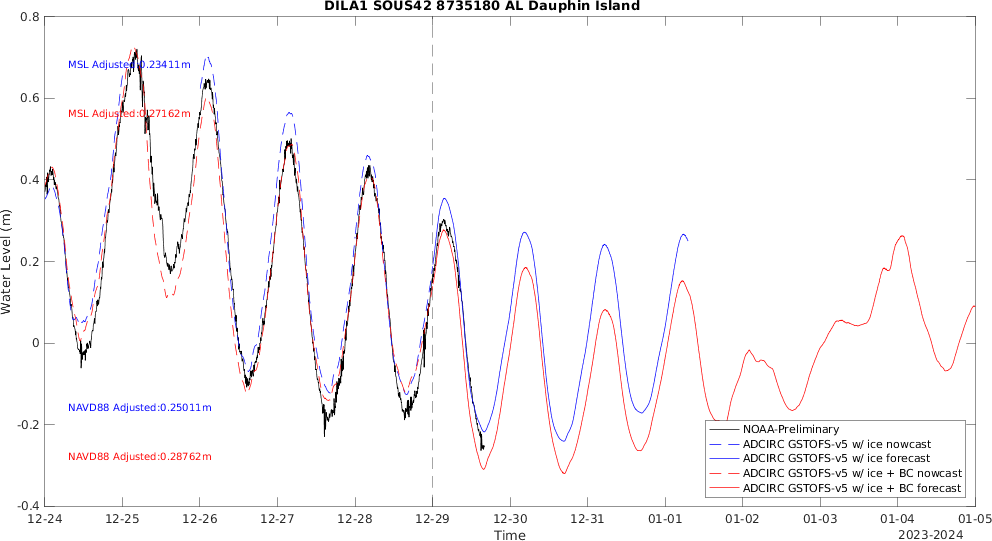 DILA1 SOUS42 8735180 AL Dauphin Island
0.8
0.6
0.4
0.2
0
-0.2
-0.4
Water Level (m)
MSL Adjusted:0.23411m
MSL Adjusted:0.27162m
NAVD88 Adjusted:0.25011m
NAVD88 Adjusted:0.28762m
NOAA-Preliminary
ADCIRC GSTOFS-v5 w/ ice nowcast
ADCIRC GSTOFS-v5 w/ ice forecast
ADCIRC GSTOFS-v5 w/ ice + BC nowcast
ADCIRC GSTOFS-v5 w/ ice + BC forecast
12-24 12-25 12-26 12-27 12-28 12-29 12-30 12-31 01-01 01-02 01-03 01-04 01-05
Time
2023-2024